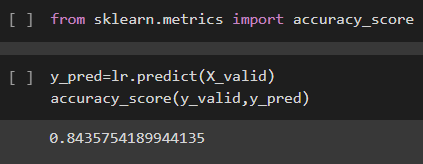 [ ] from sklearn.metrics import accuracy_score
[ ] y_pred=lr.predict(X_valid)
accuracy_score(y_valid,y_pred)
0.8435754189944135